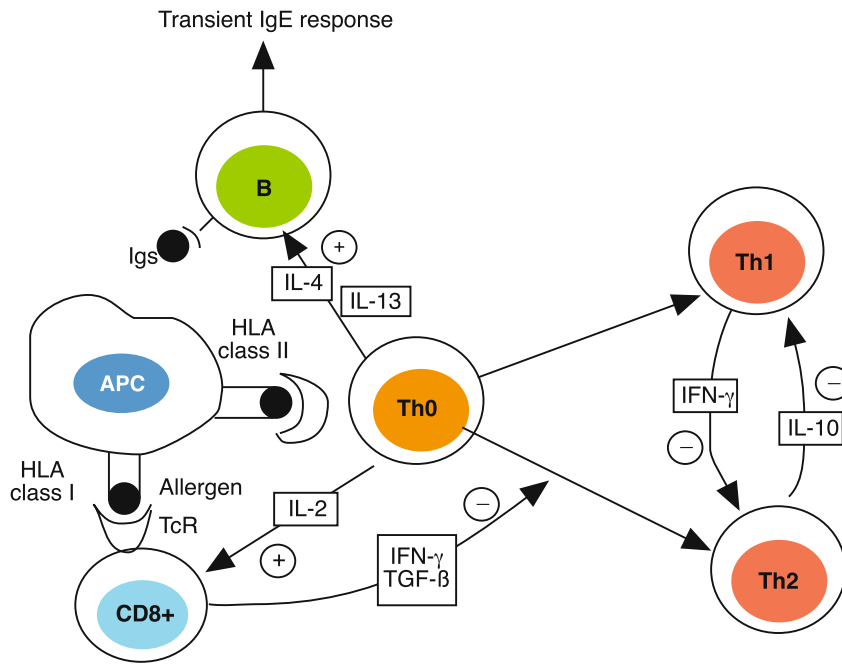 Transient IgE response
B
Igs
+
IL-4
IL-13
Th1
HLA
class II
APC
Th0
IFN-γ
−
IL-10
−
HLA
class I
Allergen
TcR
IL-2
−
+
IFN-γ
TGF-ß
CD8+
Th2